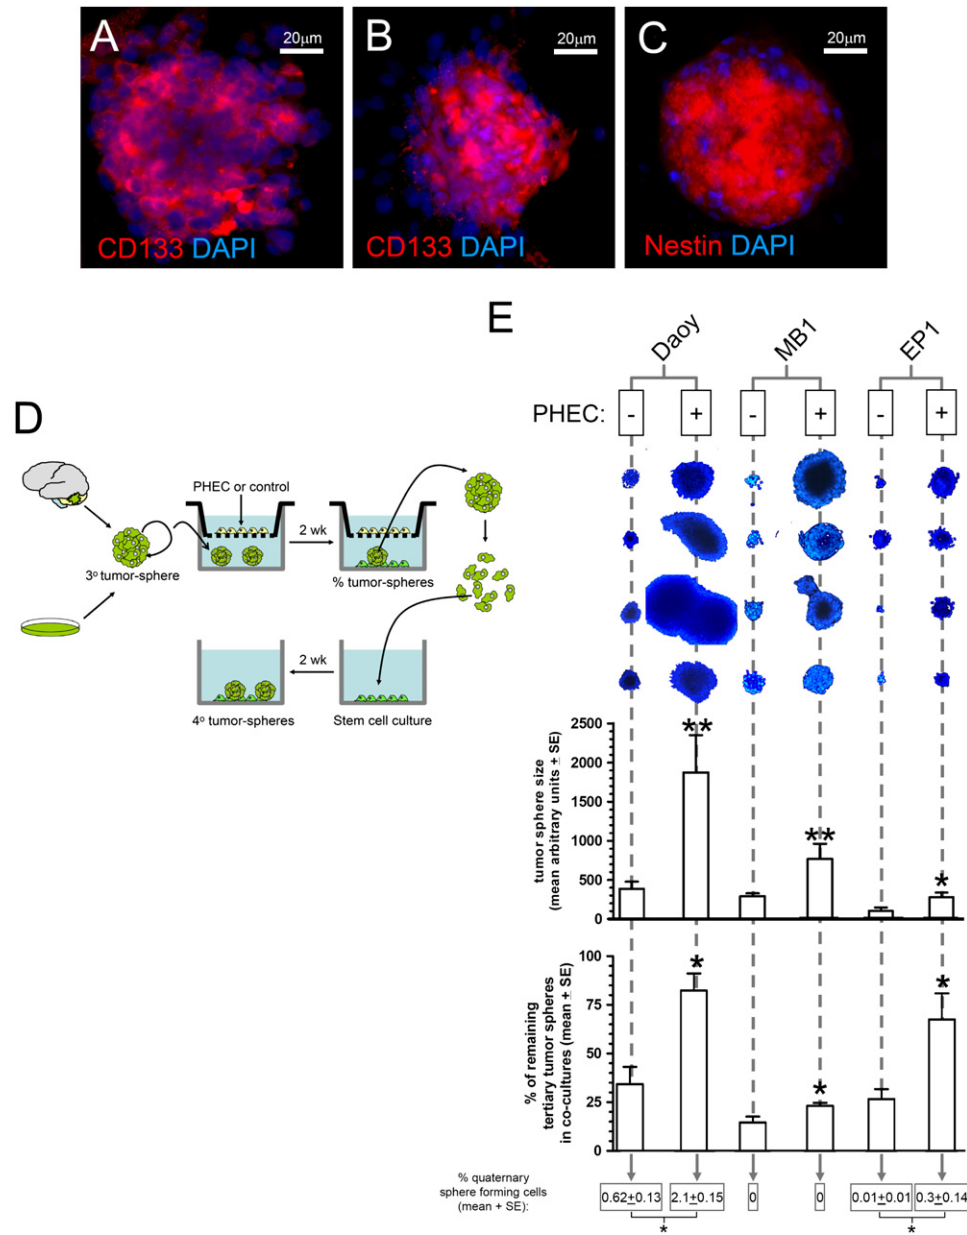 A
20µm
CD133 DAPI
B
20µm
CD133 DAPI
C
20µm
Nestin DAPI
D
PHEC or control
2 wk
3º tumor-sphere
% tumor-spheres
2 wk
4º tumor-spheres
Stem cell culture
E
Daoy
MB1
EP1
PHEC:
-
+
-
+
-
+
tumor sphere size
(mean arbitrary units ± SE)
2500
2000
1500
1000
500
0
**
**
*
% of remaining
tertiary tumor spheres
in co-cultures (mean ± SE)
100
75
50
25
0
*
*
*
% quaternary
sphere forming cells
(mean + SE):
0.62±0.13
2.1±0.15
0
0
0.01±0.01
0.3±0.14
*
*